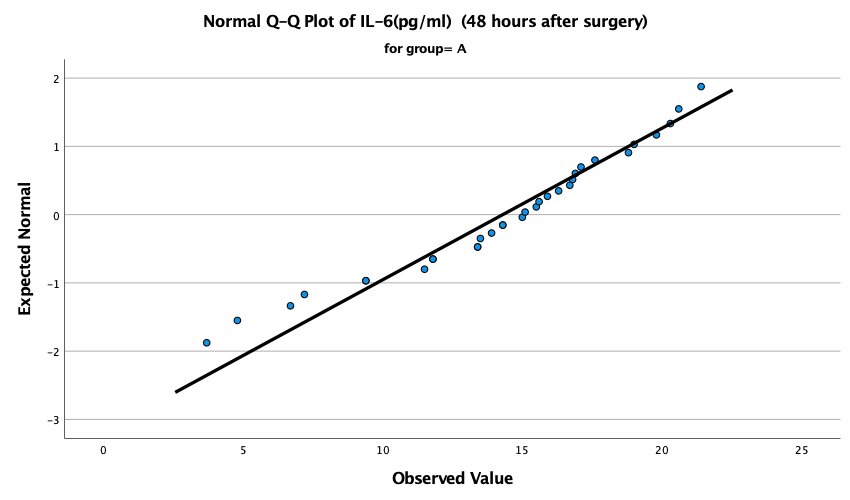 Normal Q-Q Plot of IL-6(pg/ml) (48 hours after surgery)
for group= A
Expected Normal
2
1
0
-1
-2
-3
0 5 10 15 20 25
Observed Value